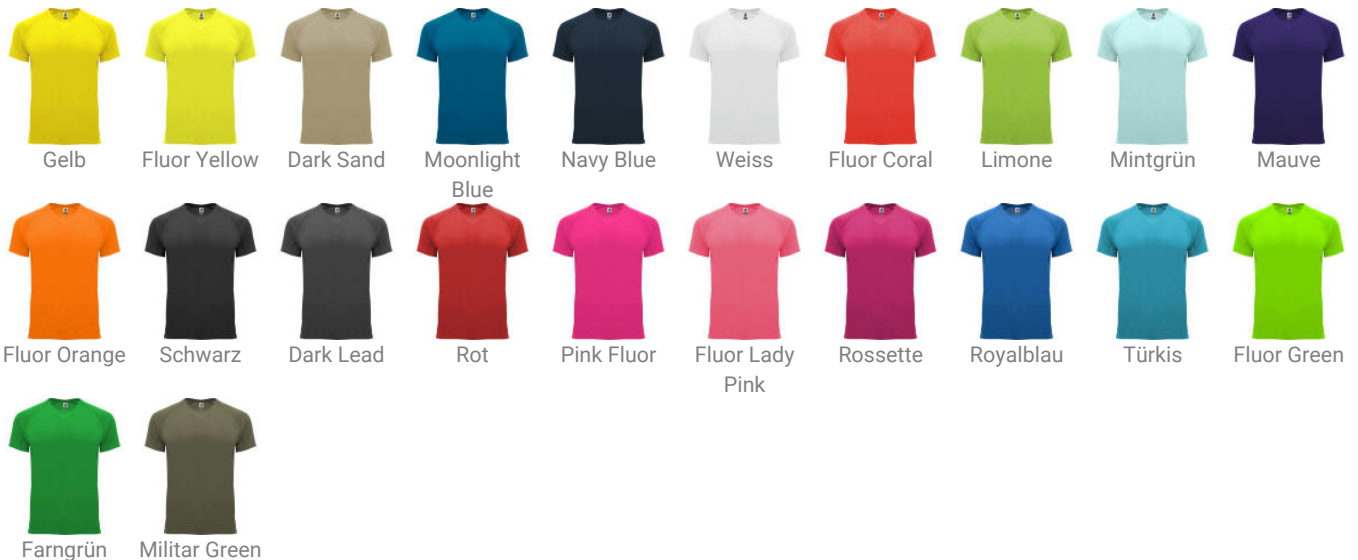 Gelb
Fluor Yellow
Dark Sand
Moonlight
Blue
Navy Blue
Weiss
Fluor Coral
Limone
Mintgrün
Mauve
Fluor Orange
Schwarz
Dark Lead
Rot
Pink Fluor
Fluor Lady
Pink
Rossette
Royalblau
Türkis
Fluor Green
Farngrün
Militar Green